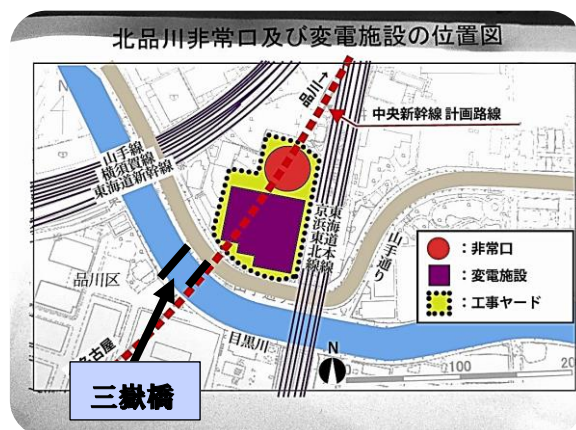 北品川非常口及び変電施設の位置図
N
品川→
中央新幹線 計画路線
山手線
横須賀線
東海道新幹線
東海道本線
京浜東北線
山手通り
品川区
：非常口
：変電施設
：工事ヤード
目黒川
名古屋
三嶽橋
N
100
20